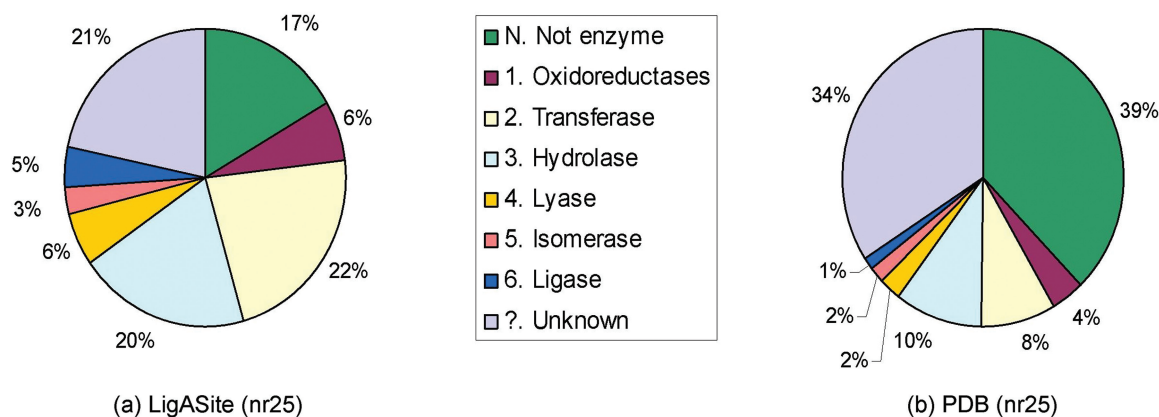 21%
17%
6%
22%
20%
6%
3%
5%
(a) LigASite (nr25)
N. Not enzyme
1. Oxidoreductases
2. Transferase
3. Hydrolase
4. Lyase
5. Isomerase
6. Ligase
?. Unknown
34%
39%
4%
8%
10%
2%
2%
1%
(b) PDB (nr25)